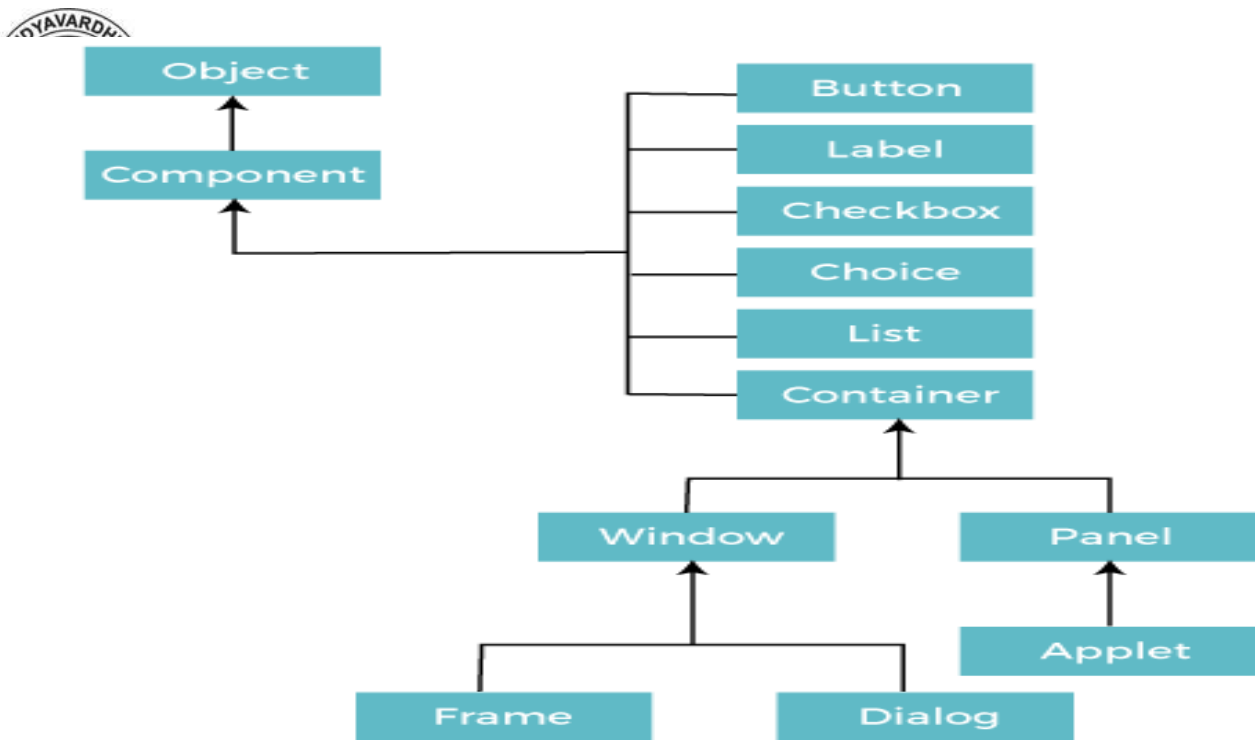 Object
Component
Button
Label
Checkbox
Choice
List
Container
Window
Panel
Applet
Frame
Dialog